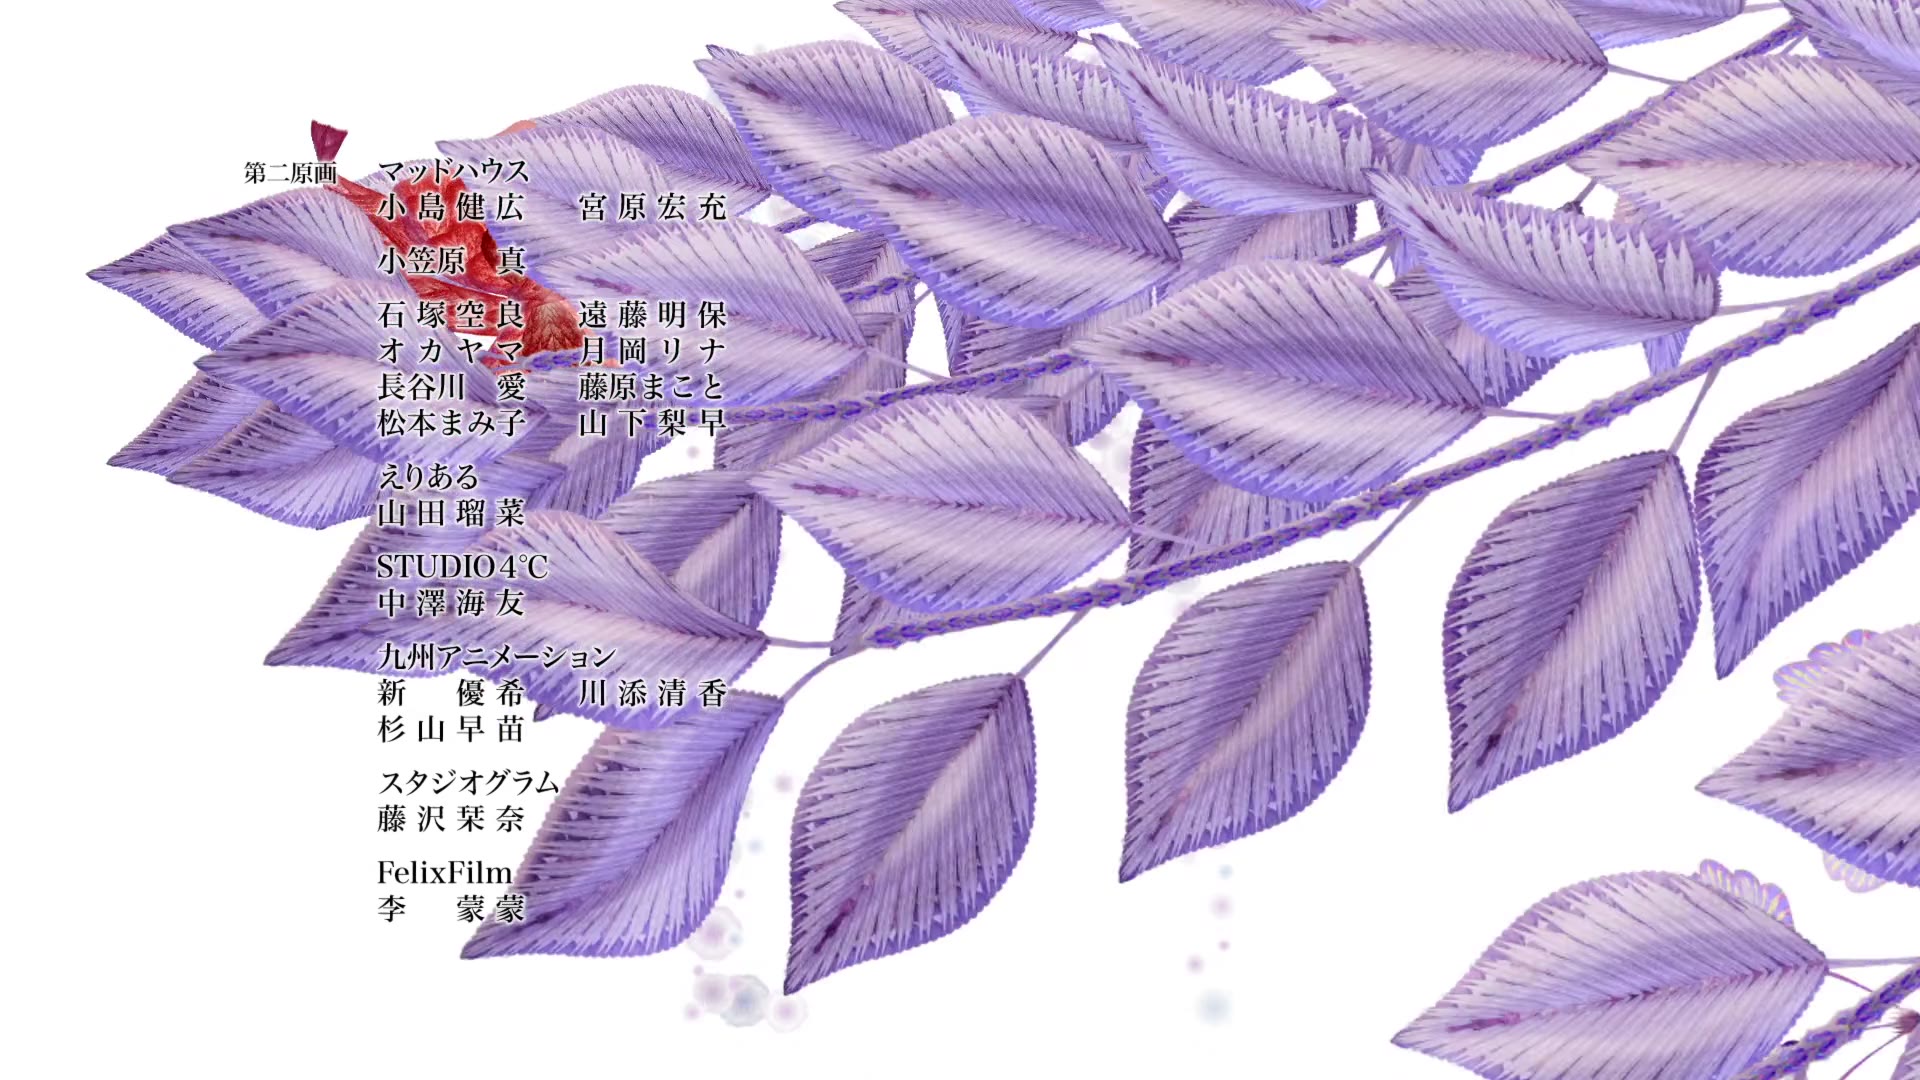 第二原画 マッドハウス
小島健広 宮原宏充
小笠原 真
石塚空良 遠藤明保
オカヤマ 月岡リナ
長谷川 愛 藤原まこと
松本まみ子 山下梨早
えりある
山田瑠菜
STUDIO4℃
中澤海友
九州アニメーション
新 優希 川添清香
杉山早苗
スタジオグラム
藤沢栞奈
FelixFilm
李 蒙蒙